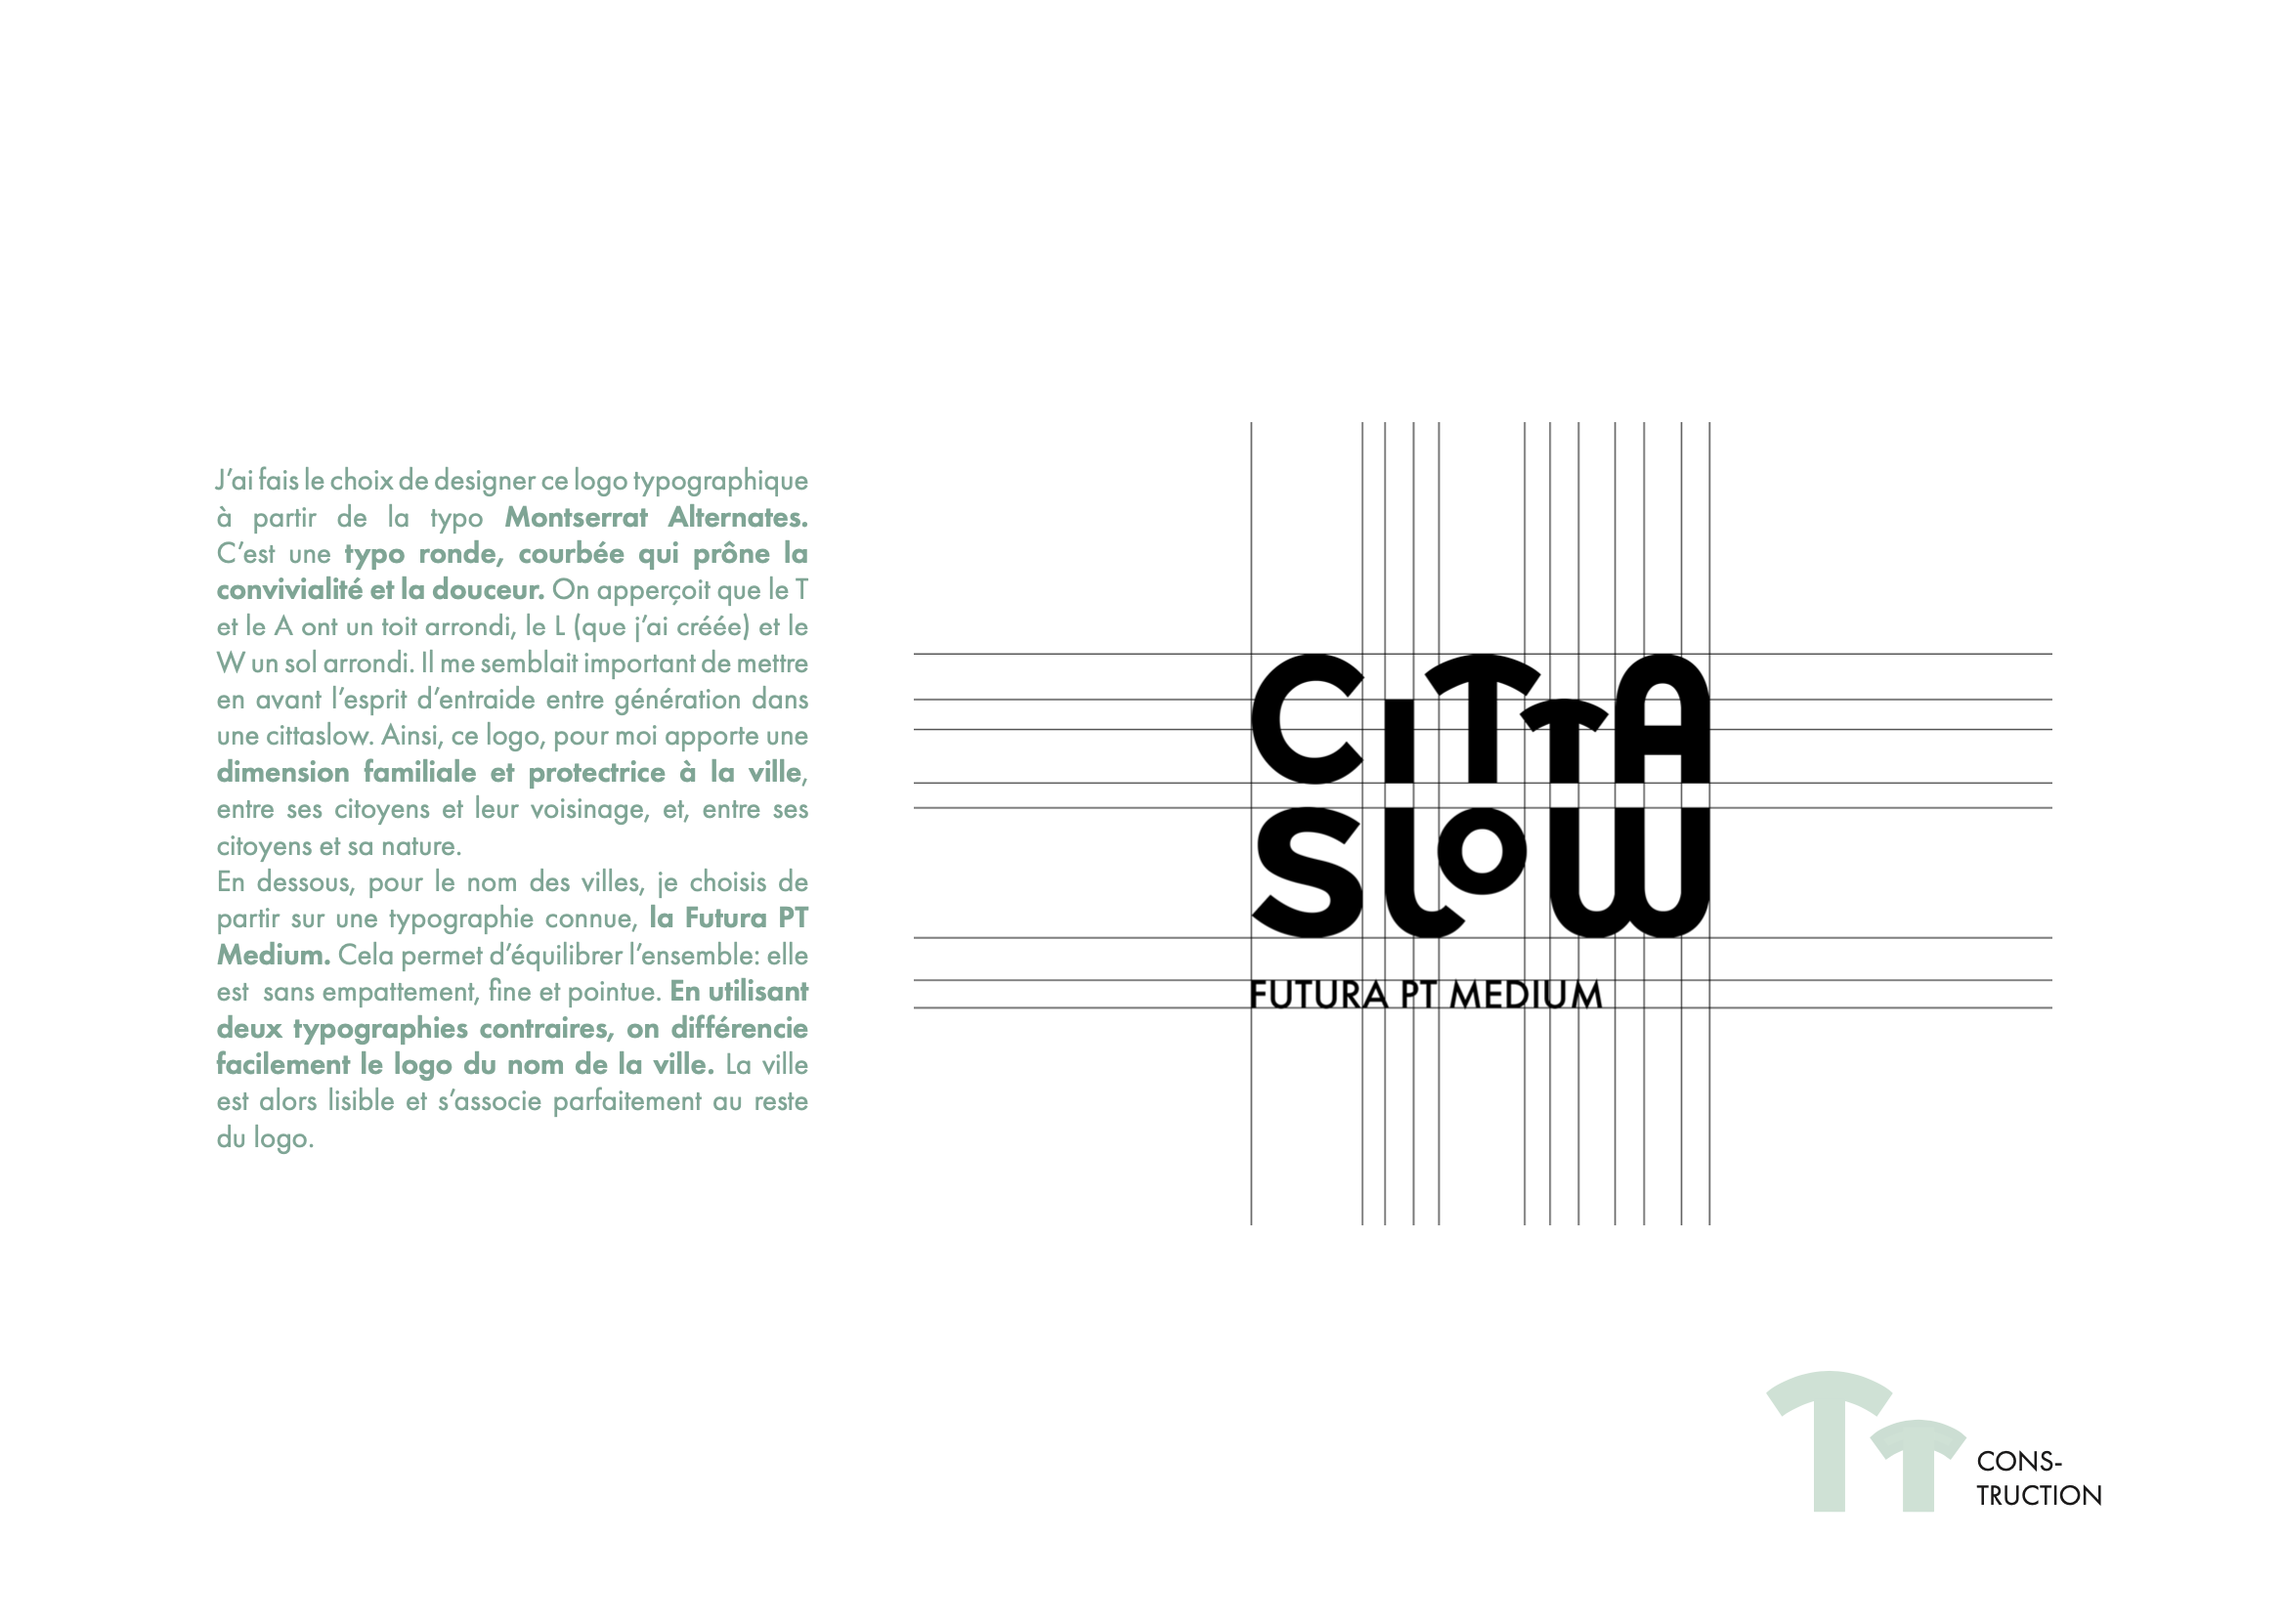 J’ai fais le choix de designer ce logo typographique
à partir de la typo Montserrat Alternates.
C’est une typo ronde, courbée qui prône la
convivialité et la douceur. On apperçoit que le T
et le A ont un toit arrondi, le L (que j’ai créée) et le
W un sol arrondi. Il me semblait important de mettre
en avant l’esprit d’entraide entre génération dans
une cittaslow. Ainsi, ce logo, pour moi apporte une
dimension familiale et protectrice à la ville,
entre ses citoyens et leur voisinage, et, entre ses
citoyens et sa nature.
En dessous, pour le nom des villes, je choisis de
partir sur une typographie connue, la Futura PT
Medium. Cela permet d’équilibrer l’ensemble: elle
est sans empattement, fine et pointue. En utilisant
deux typographies contraires, on différencie
facilement le logo du nom de la ville. La ville
est alors lisible et s’associe parfaitement au reste
du logo.
CiTTA
SLoW
FUTURA PT MEDIUM
TT
CONS-
TRUCTION